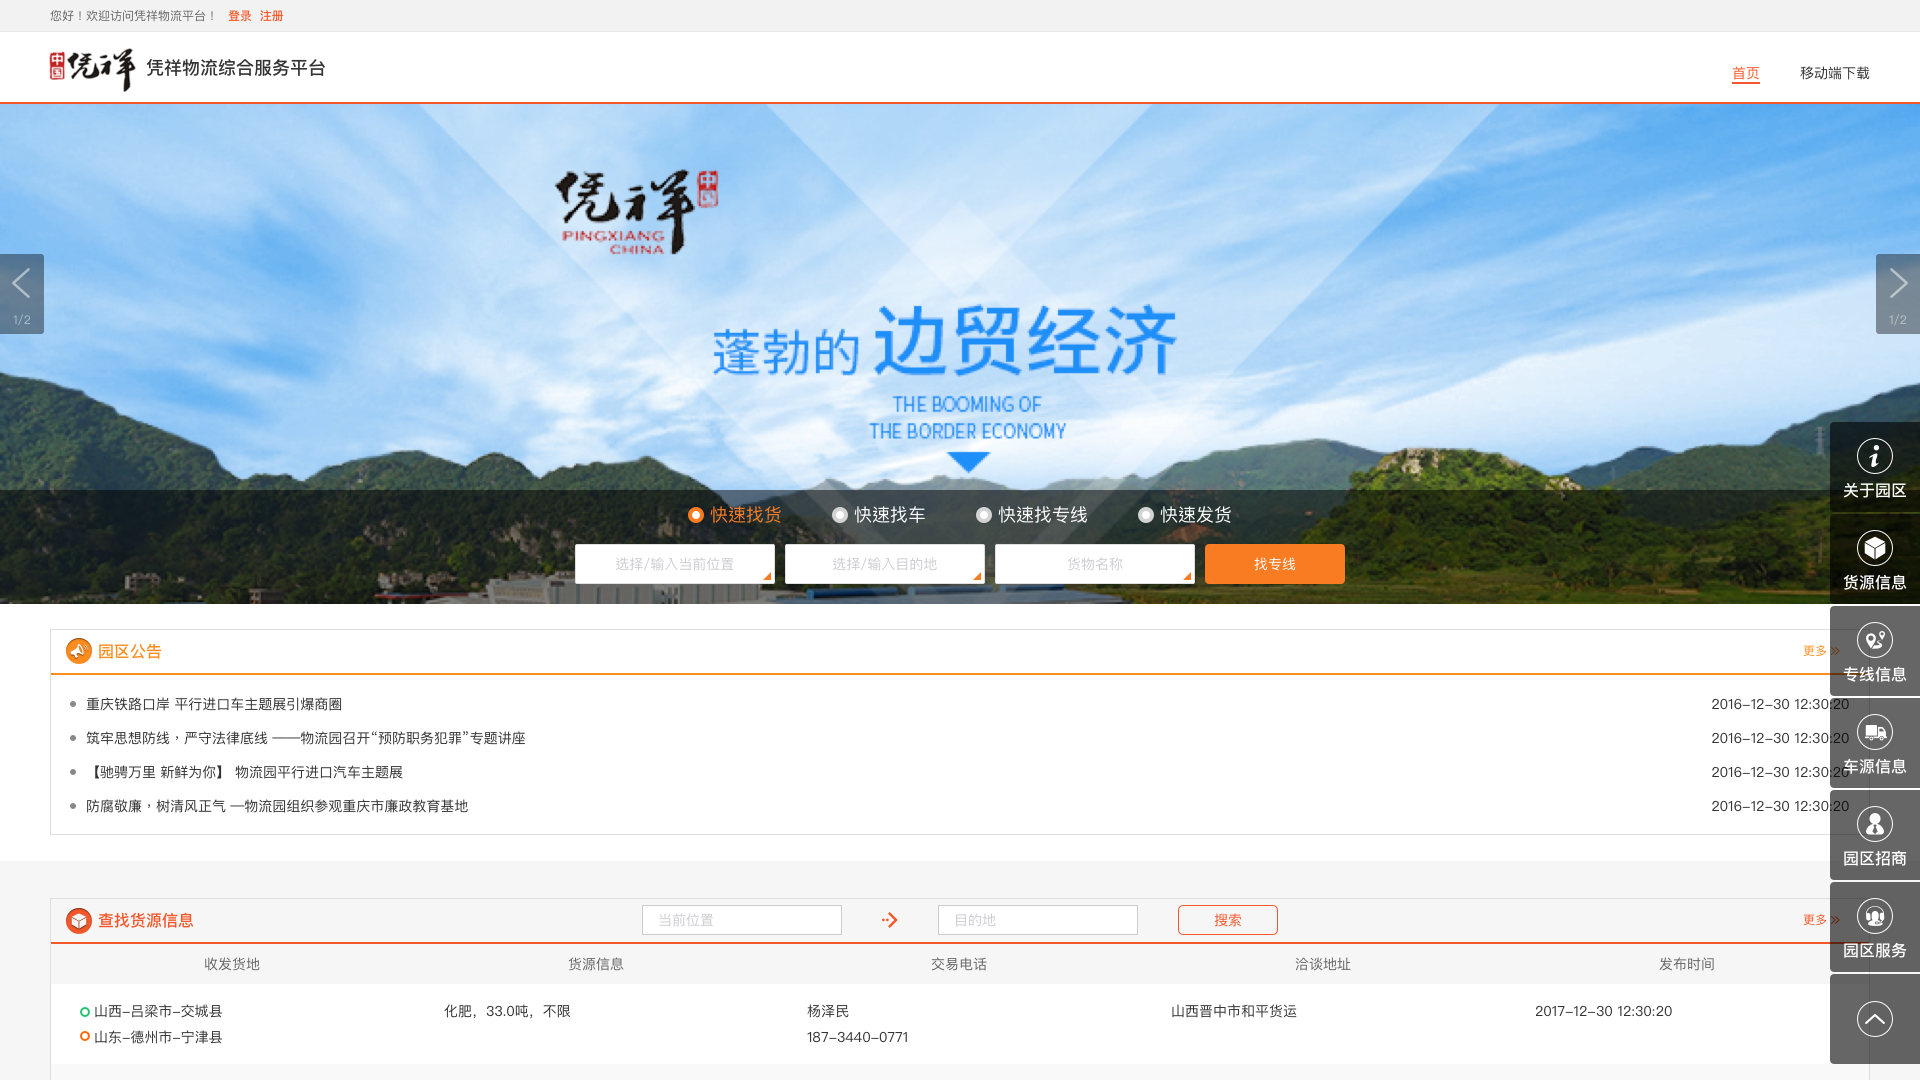 您好！欢迎访问凭祥物流平台！ 登录 注册
中国 凭祥 凭祥物流综合服务平台
首页 移动端下载
凭祥 中国
PINGXIANG
CHINA
1/2
1/2
蓬勃的 边贸经济
THE BOOMING OF
THE BORDER ECONOMY
快速找货 快速找车 快速找专线 快速发货
选择/输入当前位置 选择/输入目的地 货物名称 找专线
关于园区
货源信息
专线信息
车源信息
园区招商
园区服务
园区公告 更多
重庆铁路口岸 平行进口车主题展引爆商圈 2016-12-30 12:30:20
筑牢思想防线，严守法律底线 ——物流园召开“预防职务犯罪”专题讲座 2016-12-30 12:30:20
【驰骋万里 新鲜为你】 物流园平行进口汽车主题展 2016-12-30 12:30:20
防腐敬廉，树清风正气 —物流园组织参观重庆市廉政教育基地 2016-12-30 12:30:20
查找货源信息 当前位置 目的地 搜索 更多
收发货地 货源信息 交易电话 洽谈地址 发布时间
山西-吕梁市-交城县 化肥，33.0吨，不限 杨泽民 山西晋中市和平货运 2017-12-30 12:30:20
山东-德州市-宁津县 187-3440-0771